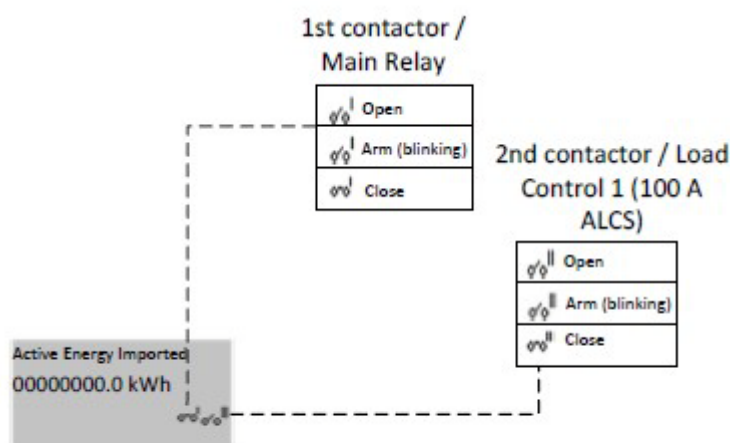 1st contactor /
Main Relay
Open
Arm (blinking)
Close
2nd contactor / Load
Control 1 (100 A
ALCS)
Open
Arm (blinking)
Close
Active Energy Imported
00000000.0 kWh